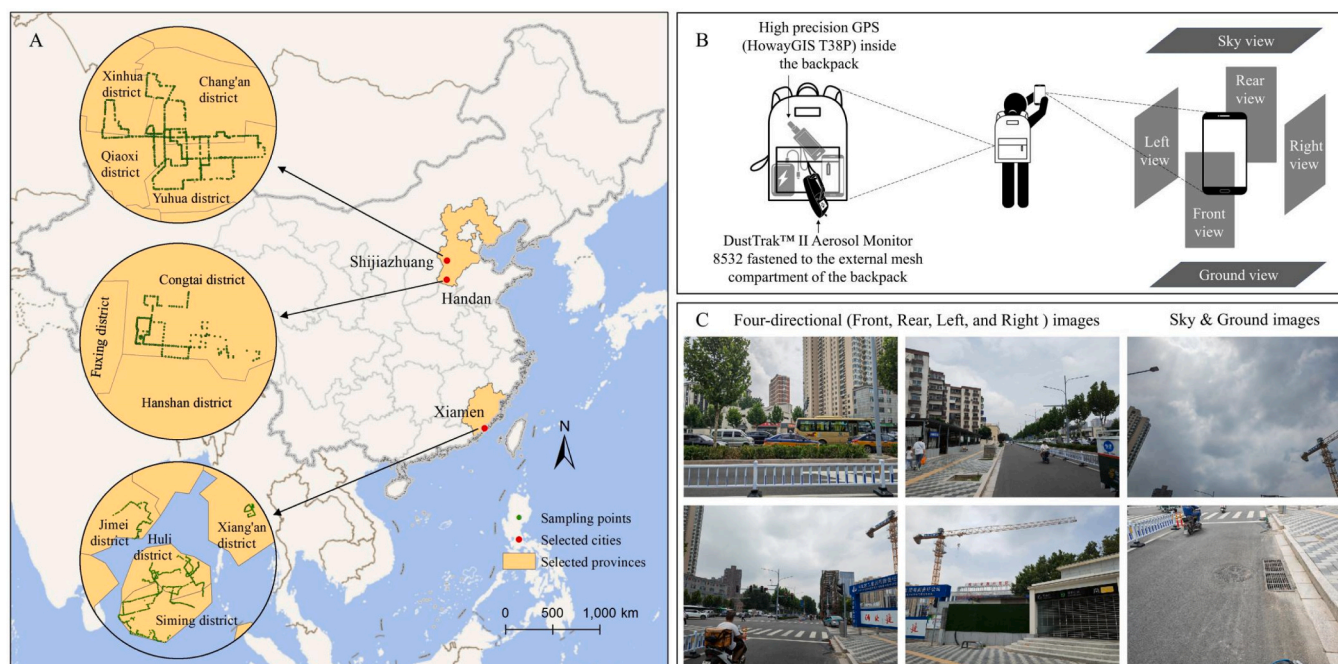 A
Xinhua
district
Chang'an
district
Qiaoxi
district
Yuhua district
Congtai district
Fuxing district
Hanshan district
Jimei
district
Huli
district
Xiang'an
district
Siming district
Shijiazhuang
Handan
Xiamen
N
Sampling points
Selected cities
Selected provinces
0 500 1,000 km
B
High precision GPS
(HowayGIS T38P) inside
the backpack
DustTrak™ II Aerosol Monitor
8532 fastened to the external mesh
compartment of the backpack
Sky view
Rear
view
Left
view
Right
view
Front
view
Ground view
C
Four-directional (Front, Rear, Left, and Right ) images
Sky & Ground images